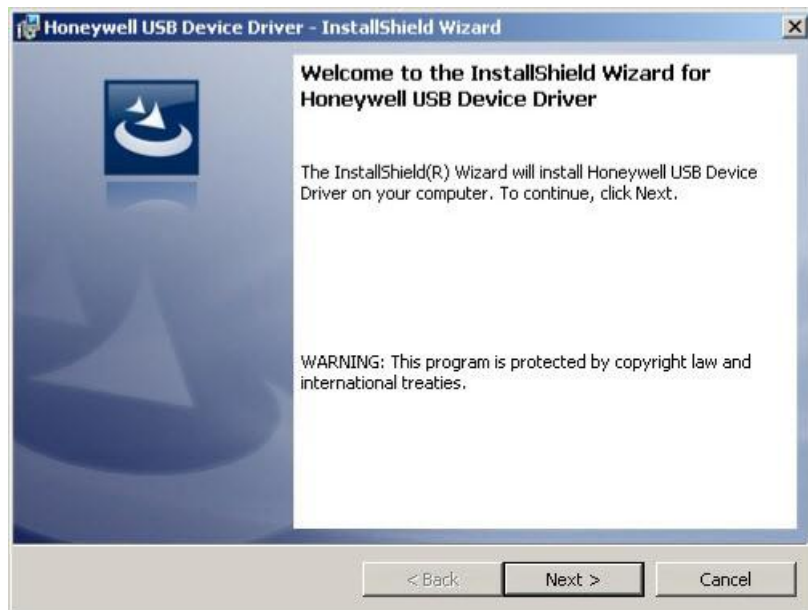 Honeywell USB Device Driver - InstallShield Wizard
Welcome to the InstallShield Wizard for
Honeywell USB Device Driver
The InstallShield(R) Wizard will install Honeywell USB Device
Driver on your computer. To continue, click Next.
WARNING: This program is protected by copyright law and
international treaties.
< Back
Next >
Cancel